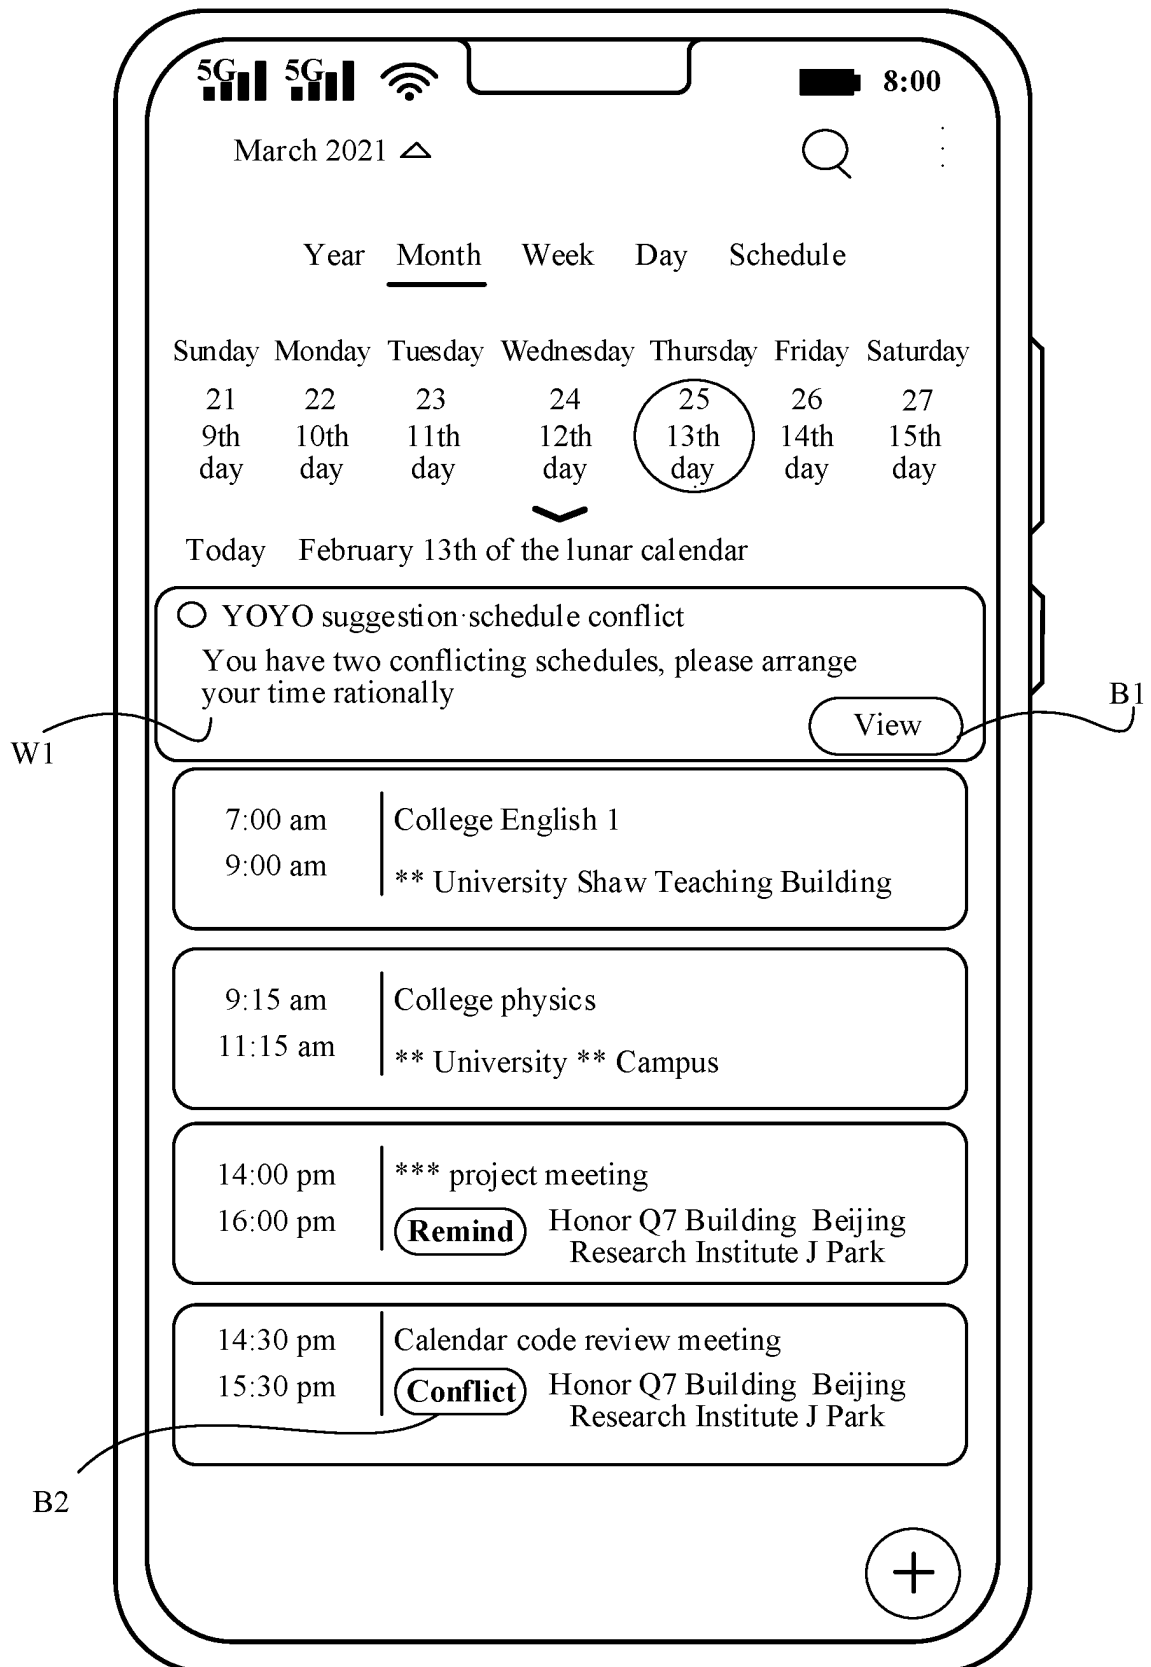 5G 5G 8:00
March 2021
Year Month Week Day Schedule
Sunday Monday Tuesday Wednesday Thursday Friday Saturday
21 22 23 24 25 26 27
9th 10th 11th 12th 13th 14th 15th
day day day day day day day
Today February 13th of the lunar calendar
YOYO suggestion·schedule conflict
You have two conflicting schedules, please arrange
your time rationally
View
B1
W1
7:00 am College English 1
9:00 am ** University Shaw Teaching Building
9:15 am College physics
11:15 am ** University ** Campus
14:00 pm *** project meeting
16:00 pm Remind Honor Q7 Building Beijing
Research Institute J Park
14:30 pm Calendar code review meeting
15:30 pm Conflict Honor Q7 Building Beijing
Research Institute J Park
B2